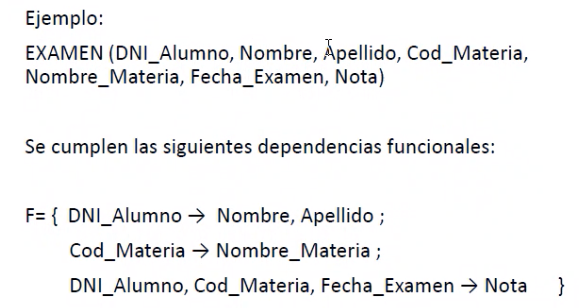 Ejemplo:
EXAMEN (DNI_Alumno, Nombre, Apellido, Cod_Materia,
Nombre_Materia, Fecha_Examen, Nota)
Se cumplen las siguientes dependencias funcionales:
F= { DNI_Alumno → Nombre, Apellido ;
Cod_Materia → Nombre_Materia ;
DNI_Alumno, Cod_Materia, Fecha_Examen → Nota }